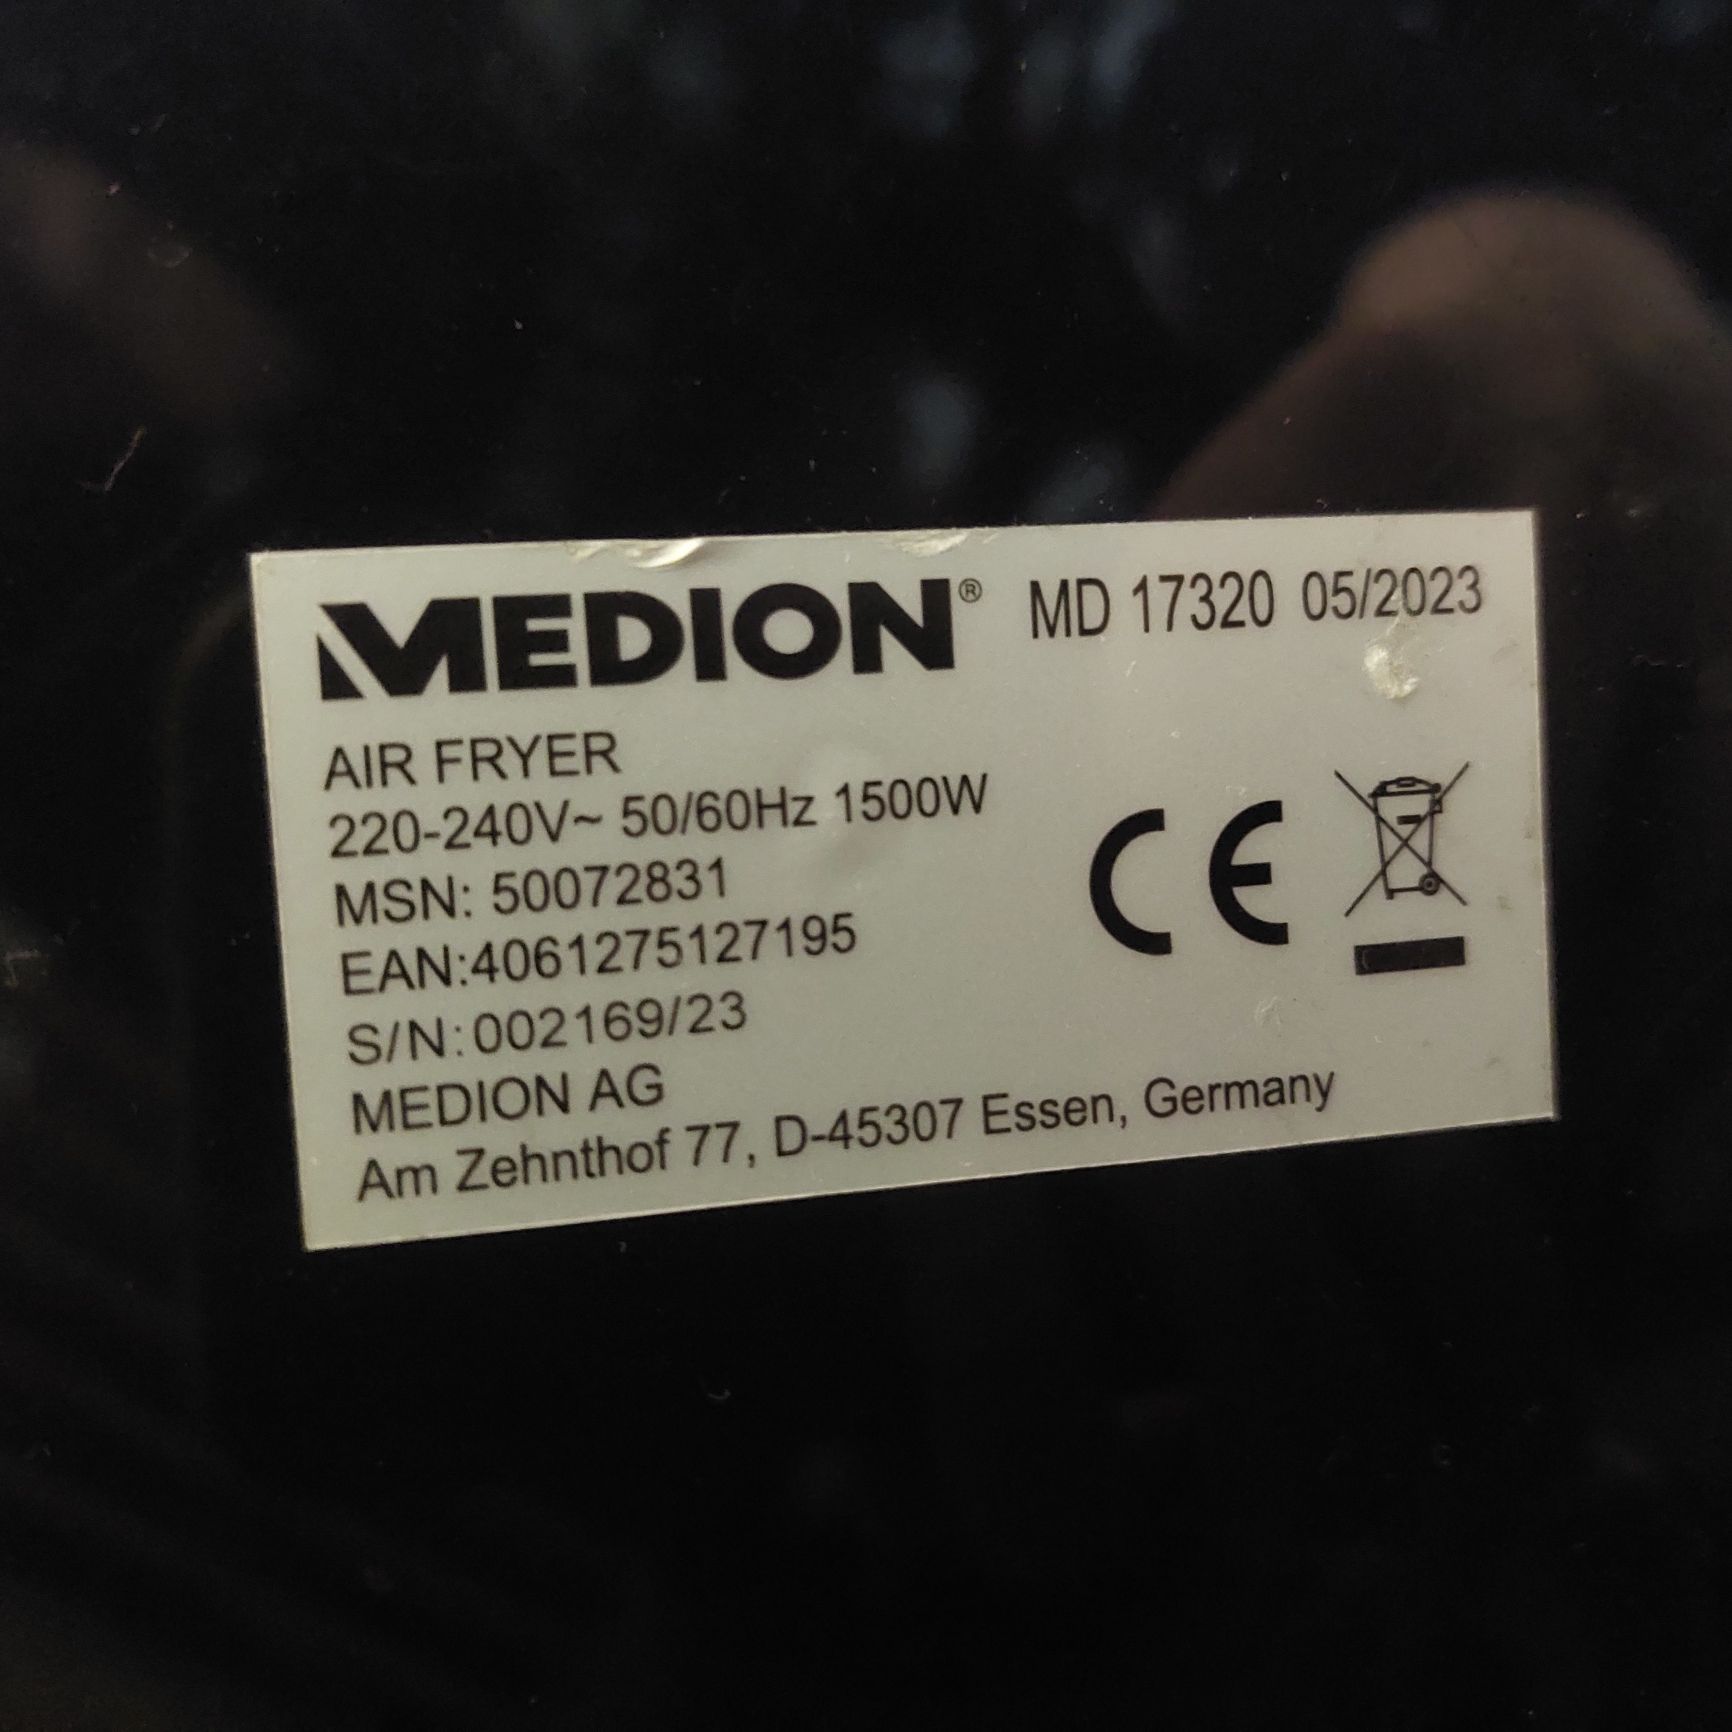 MEDION® MD 17320 05/2023
AIR FRYER
220-240V~ 50/60Hz 1500W
MSN: 50072831
EAN:4061275127195
S/N:002169/23
MEDION AG
Am Zehnthof 77, D-45307 Essen, Germany
CE